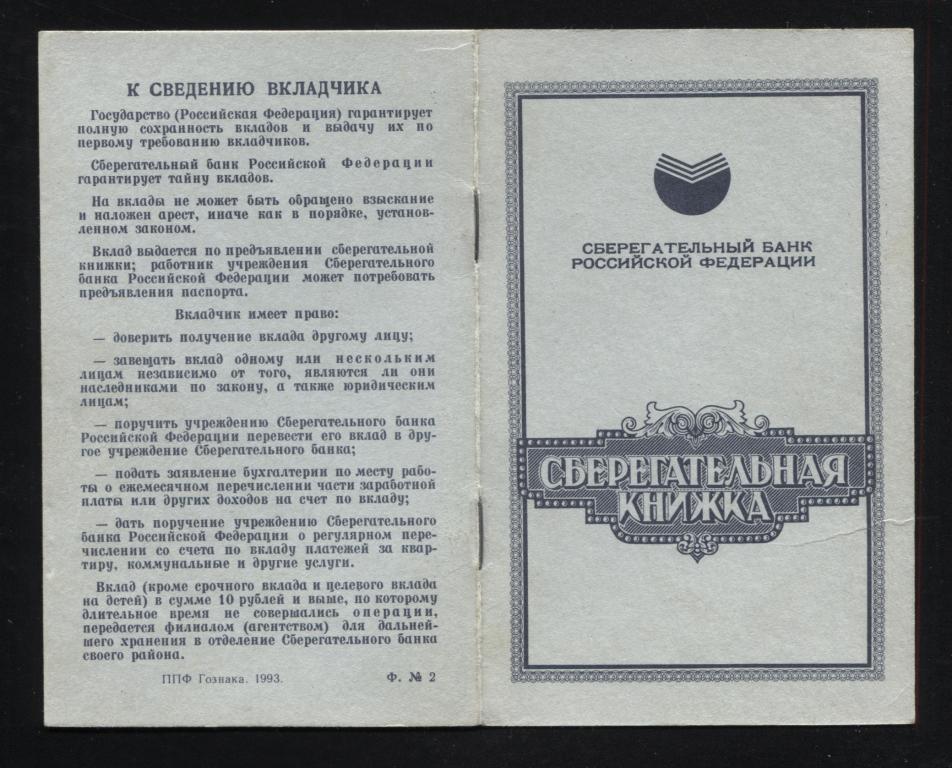 К СВЕДЕНИЮ ВКЛАДЧИКА
Государство (Российская Федерация) гарантирует
полную сохранность вкладов и выдачу их по
первому требованию вкладчиков.
Сберегательный банк Российской Федерации
гарантирует тайну вкладов.
На вклады не может быть обращено взыскание
и наложен арест, иначе как в порядке, установ-
ленном законом.
Вклад выдается по предъявлении сберегательной
книжки; работник учреждения Сберегательного
банка Российской Федерации может потребовать
предъявления паспорта.
Вкладчик имеет право:
— доверить получение вклада другому лицу;
— завещать вклад одному или нескольким
лицам независимо от того, являются ли они
наследниками по закону, а также юридическим
лицам;
— поручить учреждению Сберегательного банка
Российской Федерации перевести его вклад в дру-
гое учреждение Сберегательного банка;
— подать заявление бухгалтерии по месту рабо-
ты о ежемесячном перечислении части заработной
платы или других доходов на счет по вкладу;
— дать поручение учреждению Сберегательного
банка Российской Федерации о регулярном пере-
числении со счета по вкладу платежей за квар-
тиру, коммунальные и другие услуги.
Вклад (кроме срочного вклада и целевого вклада
на детей) в сумме 10 рублей и выше, по которому
длительное время не совершались операции,
передается филиалом (агентством) для дальней-
шего хранения в отделение Сберегательного банка
своего района.
ППФ Гознака. 1993. Ф. № 2
СБЕРЕГАТЕЛЬНЫЙ БАНК
РОССИЙСКОЙ ФЕДЕРАЦИИ
СБЕРЕГАТЕЛЬНАЯ
КНИЖКА